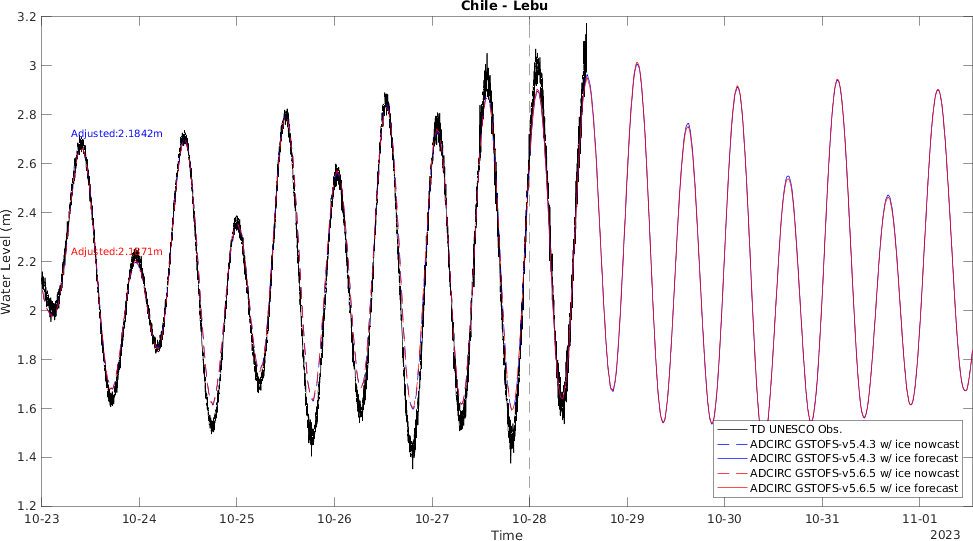 Chile - Lebu
3.2
3
2.8
2.6
2.4
2.2
2
1.8
1.6
1.4
1.2
Water Level (m)
Adjusted:2.1842m
TD UNESCO Obs.
ADCIRC GSTOFS-v5.4.3 w/ ice nowcast
ADCIRC GSTOFS-v5.4.3 w/ ice forecast
ADCIRC GSTOFS-v5.6.5 w/ ice nowcast
ADCIRC GSTOFS-v5.6.5 w/ ice forecast
10-23
10-24
10-25
10-26
10-27
10-28
10-29
10-30
10-31
11-01
Time
2023